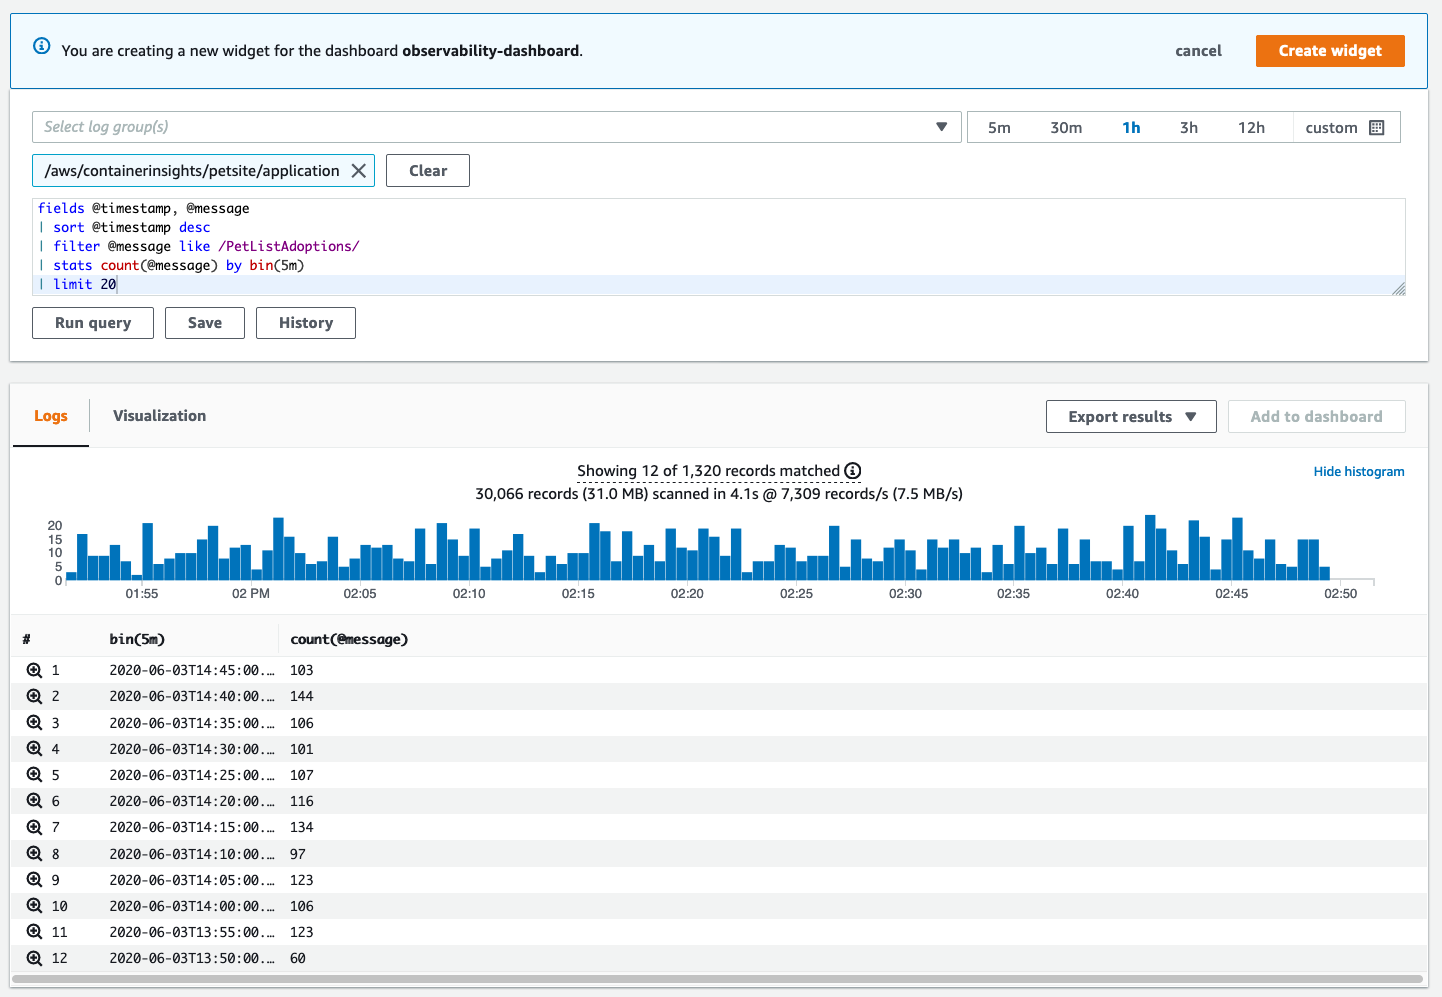 You are creating a new widget for the dashboard observability-dashboard.
cancel
Create widget
Select log group(s)
5m 30m 1h 3h 12h custom
/aws/containerinsights/petsite/application
Clear
fields @timestamp, @message
| sort @timestamp desc
| filter @message like /PetListAdoptions/
| stats count(@message) by bin(5m)
| limit 20
Run query
Save
History
Logs
Visualization
Export results
Add to dashboard
Showing 12 of 1,320 records matched
Hide histogram
30,066 records (31.0 MB) scanned in 4.1s @ 7,309 records/s (7.5 MB/s)
20
15
10
5
0
01:55 02 PM 02:05 02:10 02:15 02:20 02:25 02:30 02:35 02:40 02:45 02:50
# bin(5m) count(@message)
1 2020-06-03T14:45:00.… 103
2 2020-06-03T14:40:00.… 144
3 2020-06-03T14:35:00.… 106
4 2020-06-03T14:30:00.… 101
5 2020-06-03T14:25:00.… 107
6 2020-06-03T14:20:00.… 116
7 2020-06-03T14:15:00.… 134
8 2020-06-03T14:10:00.… 97
9 2020-06-03T14:05:00.… 123
10 2020-06-03T14:00:00.… 106
11 2020-06-03T13:55:00.… 123
12 2020-06-03T13:50:00.… 60